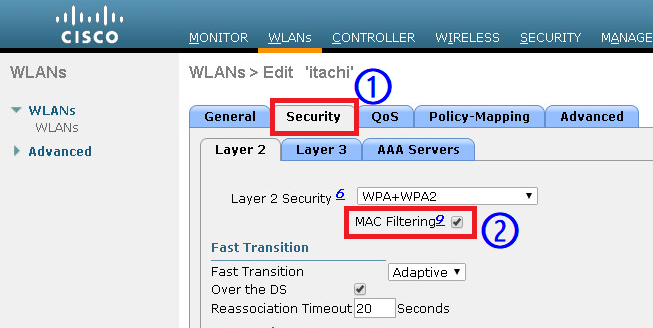 CISCO
MONITOR WLANs CONTROLLER WIRELESS SECURITY MANAGE
WLANs
WLANs > Edit 'itachi'
1
WLANs
WLANs
Advanced
General Security QoS Policy-Mapping Advanced
Layer 2 Layer 3 AAA Servers
Layer 2 Security 6 WPA+WPA2
MAC Filtering9
2
Fast Transition
Fast Transition Adaptive
Over the DS
Reassociation Timeout 20 Seconds